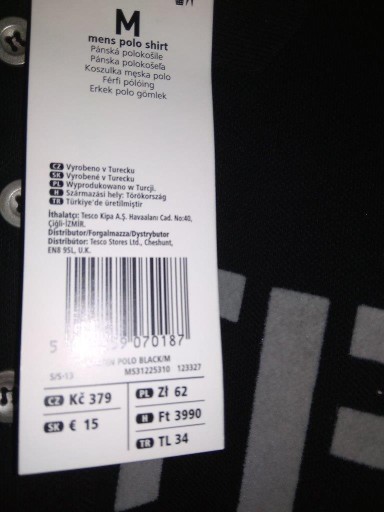 M
mens polo shirt
Pánská polokošile
Pánska polokošeľa
Koszulka męska polo
Férfi pólóing
Erkek polo gömlek
CZ Vyrobeno v Turecku
SK Vyrobené v Turecku
PL Wyprodukowano w Turcji.
H Származási hely: Törökország
TR Türkiye'de üretilmiştir
İthalatçı: Tesco Kipa A.Ş. Havaalanı Cad. No:40,
Çiğli-İZMİR.
Distributor/Forgalmazza/Dystrybutor
Distribútor: Tesco Stores Ltd., Cheshunt,
EN8 9SL, U.K.
5 070187
POLO BLACK/M
S/S-13 MS31225310 123327
CZ Kč 379
PL Zł 62
SK € 15
H Ft 3990
TR TL 34